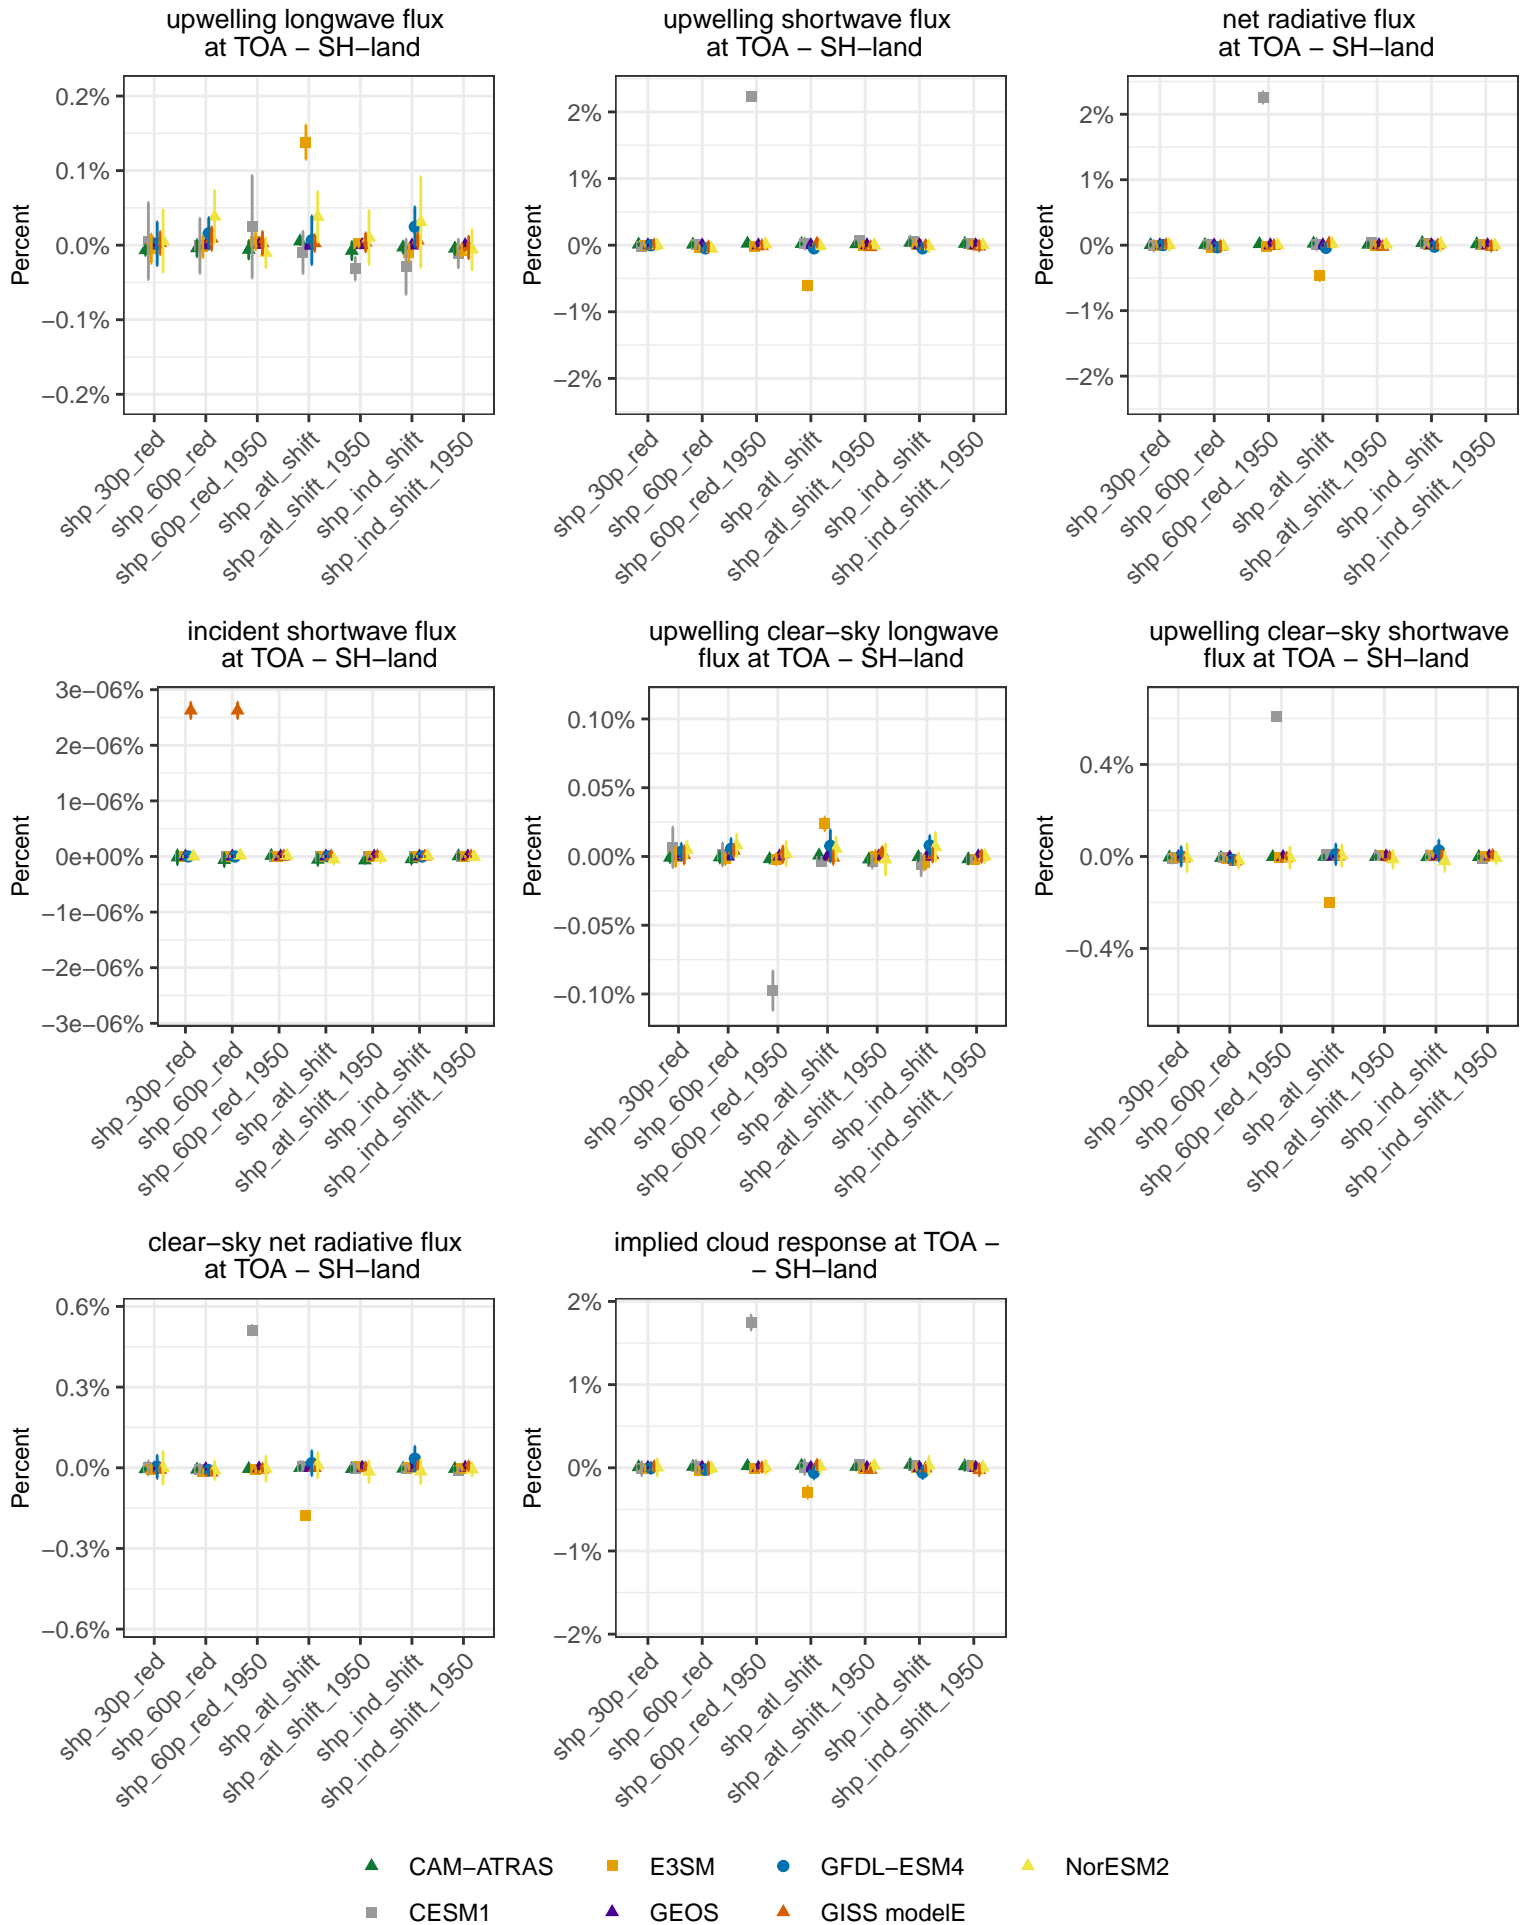 upwelling longwave flux
at TOA − SH−land
Percent
0.2%
0.1%
0.0%
−0.1%
−0.2%
shp_30p_red
shp_60p_red
shp_60p_red_1950
shp_atl_shift
shp_atl_shift_1950
shp_ind_shift
shp_ind_shift_1950
upwelling shortwave flux
at TOA − SH−land
Percent
2%
1%
0%
−1%
−2%
shp_30p_red
shp_60p_red
shp_60p_red_1950
shp_atl_shift
shp_atl_shift_1950
shp_ind_shift
shp_ind_shift_1950
net radiative flux
at TOA − SH−land
Percent
2%
1%
0%
−1%
−2%
shp_30p_red
shp_60p_red
shp_60p_red_1950
shp_atl_shift
shp_atl_shift_1950
shp_ind_shift
shp_ind_shift_1950
incident shortwave flux
at TOA − SH−land
Percent
3e−06%
2e−06%
1e−06%
0e+00%
−1e−06%
−2e−06%
−3e−06%
shp_30p_red
shp_60p_red
shp_60p_red_1950
shp_atl_shift
shp_atl_shift_1950
shp_ind_shift
shp_ind_shift_1950
upwelling clear−sky longwave
flux at TOA − SH−land
Percent
0.10%
0.05%
0.00%
−0.05%
−0.10%
shp_30p_red
shp_60p_red
shp_60p_red_1950
shp_atl_shift
shp_atl_shift_1950
shp_ind_shift
shp_ind_shift_1950
upwelling clear−sky shortwave
flux at TOA − SH−land
Percent
0.4%
0.0%
−0.4%
shp_30p_red
shp_60p_red
shp_60p_red_1950
shp_atl_shift
shp_atl_shift_1950
shp_ind_shift
shp_ind_shift_1950
clear−sky net radiative flux
at TOA − SH−land
Percent
0.6%
0.3%
0.0%
−0.3%
−0.6%
shp_30p_red
shp_60p_red
shp_60p_red_1950
shp_atl_shift
shp_atl_shift_1950
shp_ind_shift
shp_ind_shift_1950
implied cloud response at TOA −
− SH−land
Percent
2%
1%
0%
−1%
−2%
shp_30p_red
shp_60p_red
shp_60p_red_1950
shp_atl_shift
shp_atl_shift_1950
shp_ind_shift
shp_ind_shift_1950
CAM−ATRAS E3SM GFDL−ESM4 NorESM2
CESM1 GEOS GISS modelE